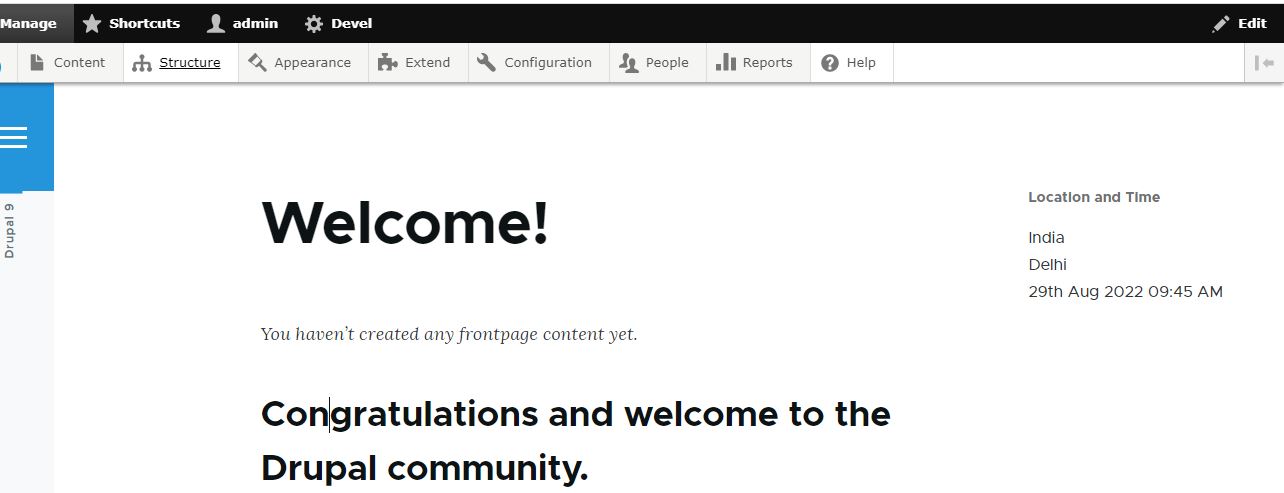 Manage Shortcuts admin Devel Edit
Content Structure Appearance Extend Configuration People Reports Help
Drupal 9
Welcome!
You haven’t created any frontpage content yet.
Congratulations and welcome to the
Drupal community.
Location and Time
India
Delhi
29th Aug 2022 09:45 AM